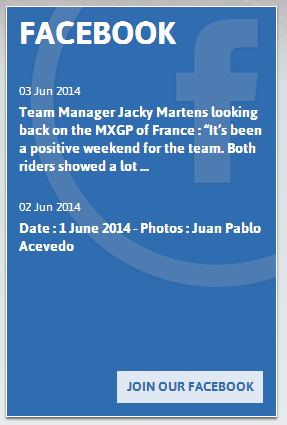 FACEBOOK
03 Jun 2014
Team Manager Jacky Martens looking
back on the MXGP of France : “It’s been
a positive weekend for the team. Both
riders showed a lot ...
02 Jun 2014
Date : 1 June 2014 - Photos : Juan Pablo
Acevedo
JOIN OUR FACEBOOK